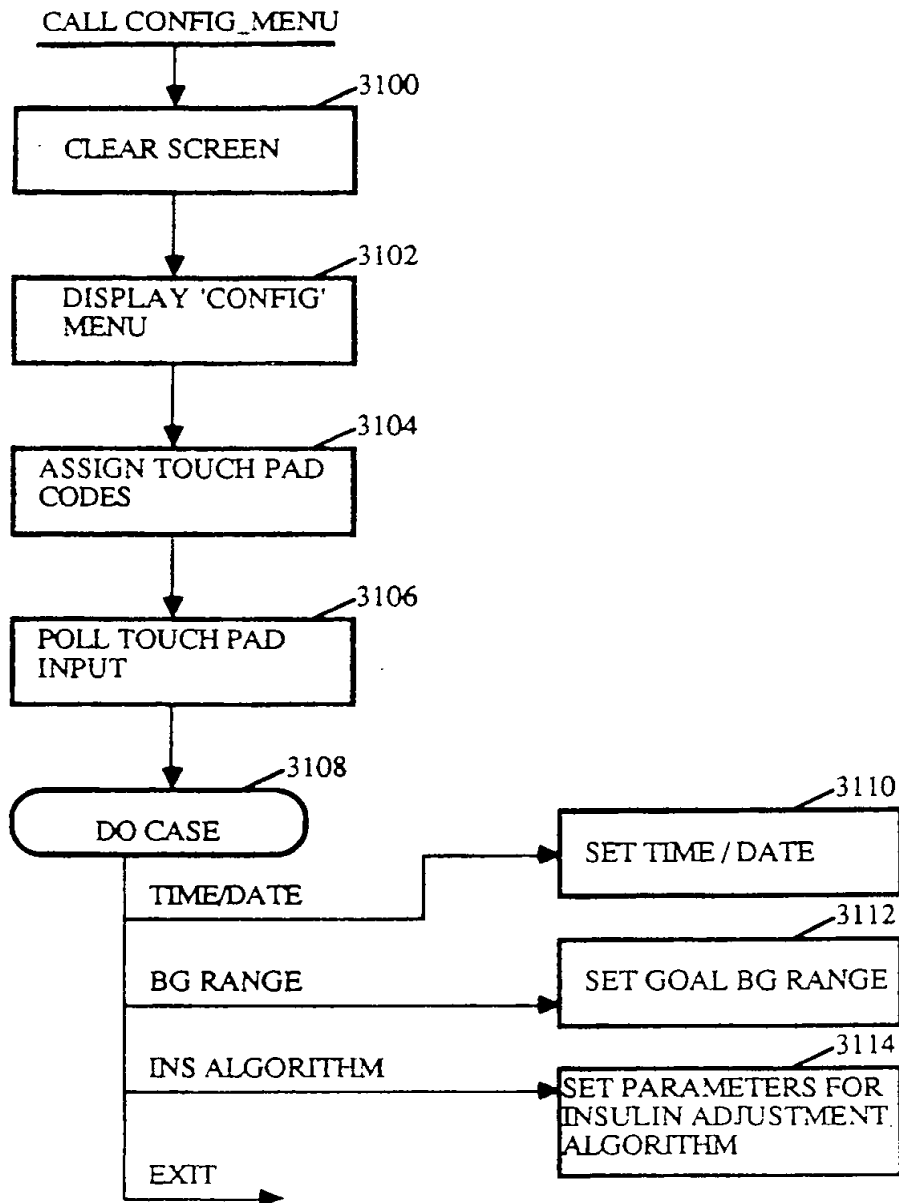 CALL CONFIG_MENU
3100
CLEAR SCREEN
3102
DISPLAY 'CONFIG'
MENU
3104
ASSIGN TOUCH PAD
CODES
3106
POLL TOUCH PAD
INPUT
3108
DO CASE
3110
TIME/DATE
SET TIME / DATE
3112
BG RANGE
SET GOAL BG RANGE
3114
INS ALGORITHM
SET PARAMETERS FOR
INSULIN ADJUSTMENT
ALGORITHM
EXIT